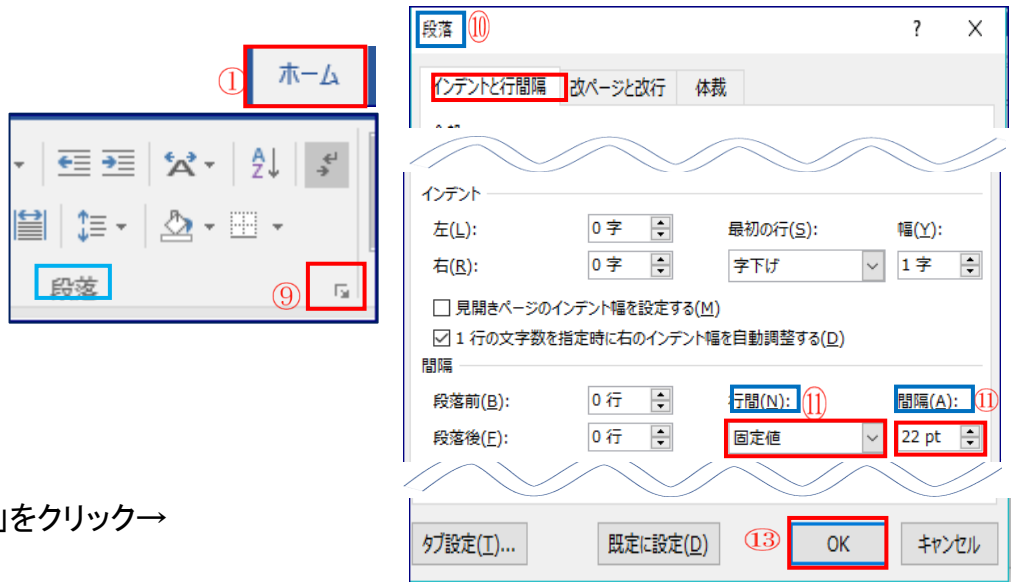 ① ホーム
段落 ⑨
」をクリック→
段落 ⑩ ?
インデントと行間隔 改ページと改行 体裁
インデント
左(L): 0 字 最初の行(S): 幅(Y):
右(R): 0 字 字下げ 1 字
見開きページのインデント幅を設定する(M)
1 行の文字数を指定時に右のインデント幅を自動調整する(D)
間隔
段落前(B): 0 行 行間(N): ⑪ 間隔(A): ⑪
段落後(F): 0 行 固定値 22 pt
タブ設定(T)... 既定に設定(D) ⑬ OK キャンセル